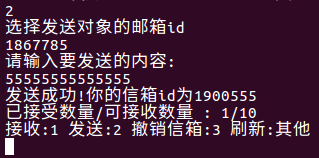 2
选择发送对象的邮箱id
1867785
请输入要发送的内容:
55555555555555
发送成功!你的信箱id为1900555
已接受数量/可接收数量 : 1/10
接收:1 发送:2 撤销信箱:3 刷新:其他